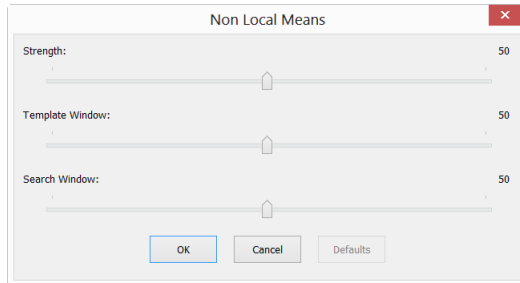 Non Local Means
Strength: 50
Template Window: 50
Search Window: 50
OK Cancel Defaults